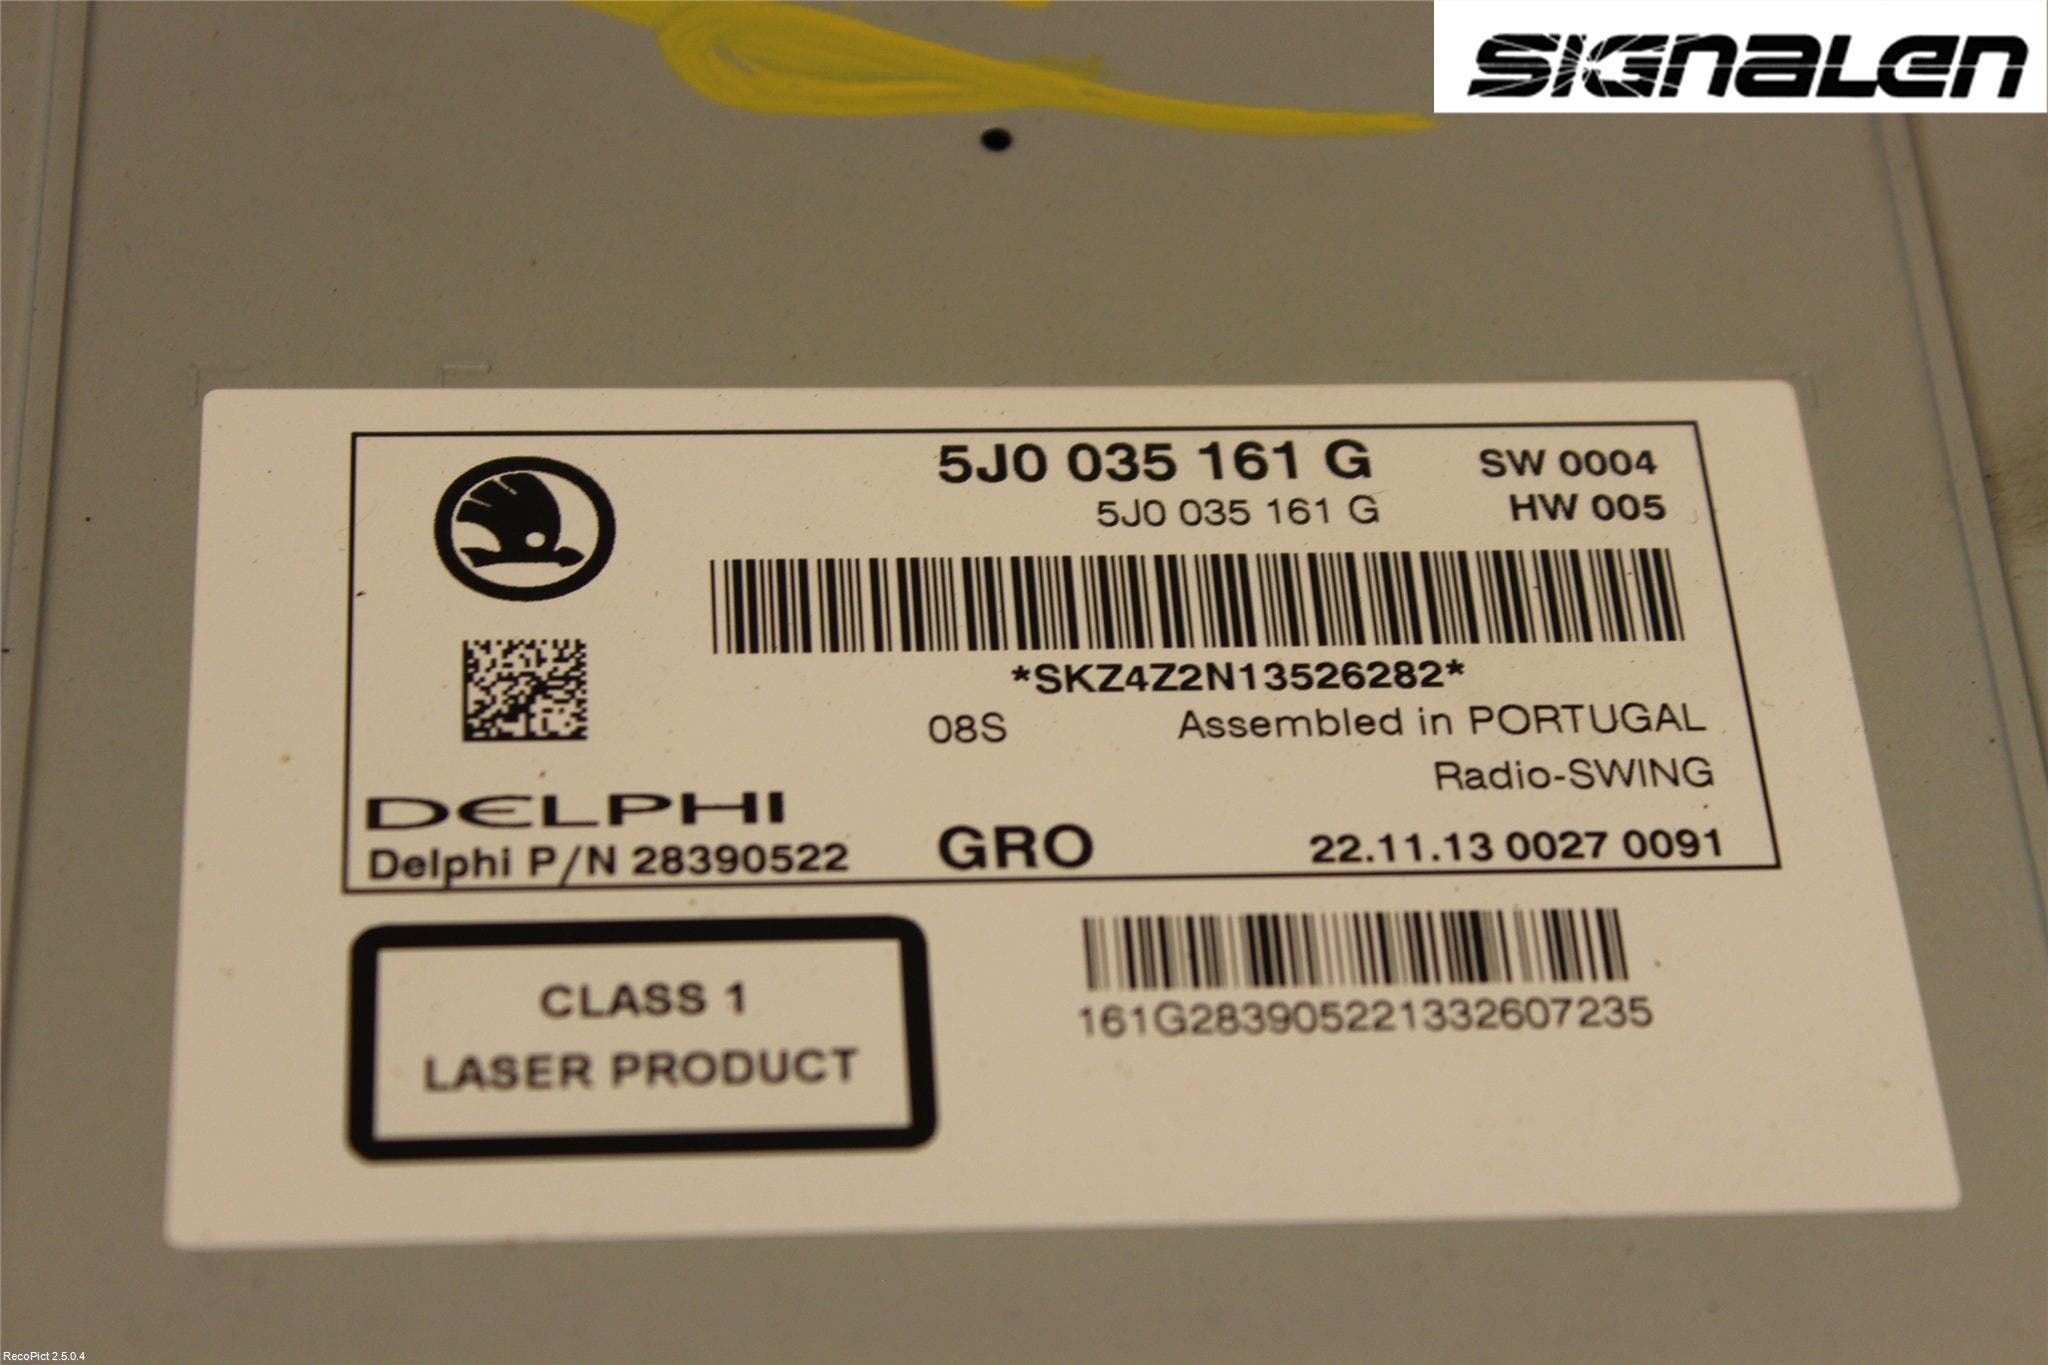 SIGNALEN
5J0 035 161 G
SW 0004
5J0 035 161 G
HW 005
*SKZ4Z2N13526282*
08S
Assembled in PORTUGAL
Radio-SWING
DELPHI
Delphi P/N 28390522
GRO
22.11.13 0027 0091
CLASS 1
LASER PRODUCT
161G283905221332607235
RecoPict 2.5.0.4